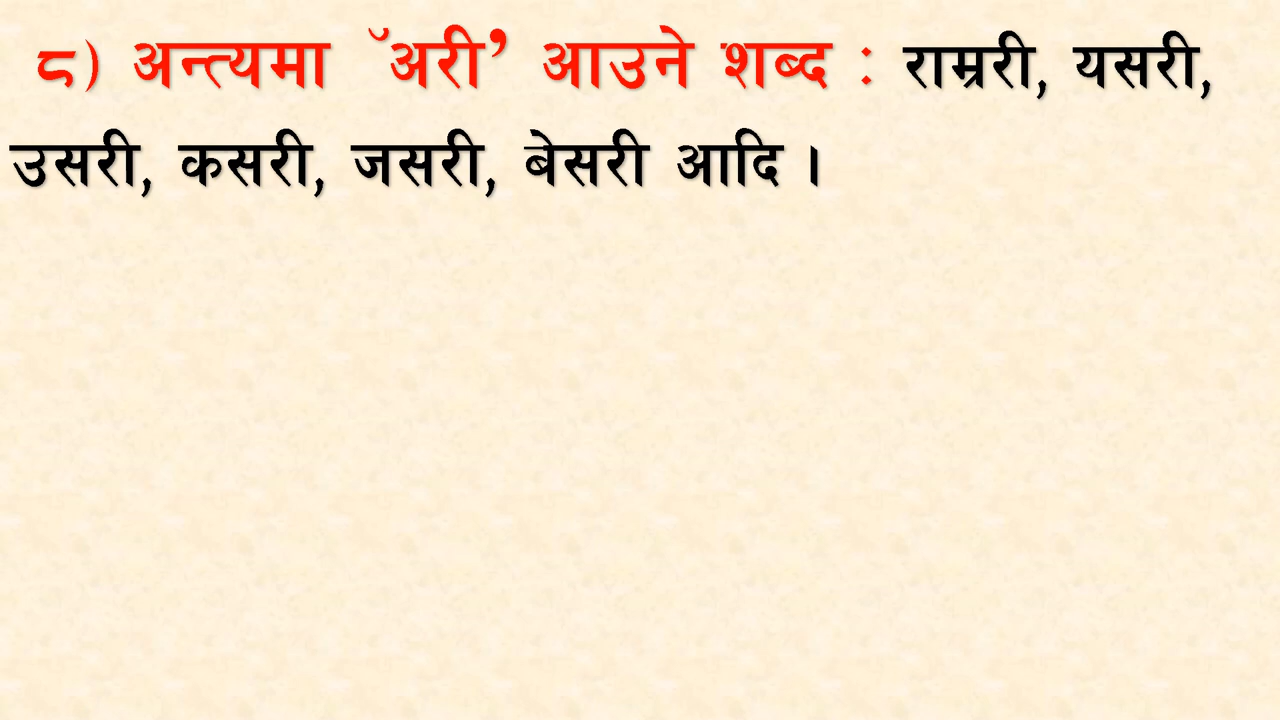 ८) अन्त्यमा ‘अरी’ आउने शब्द : राम्ररी, यसरी,
उसरी, कसरी, जसरी, बेसरी आदि ।